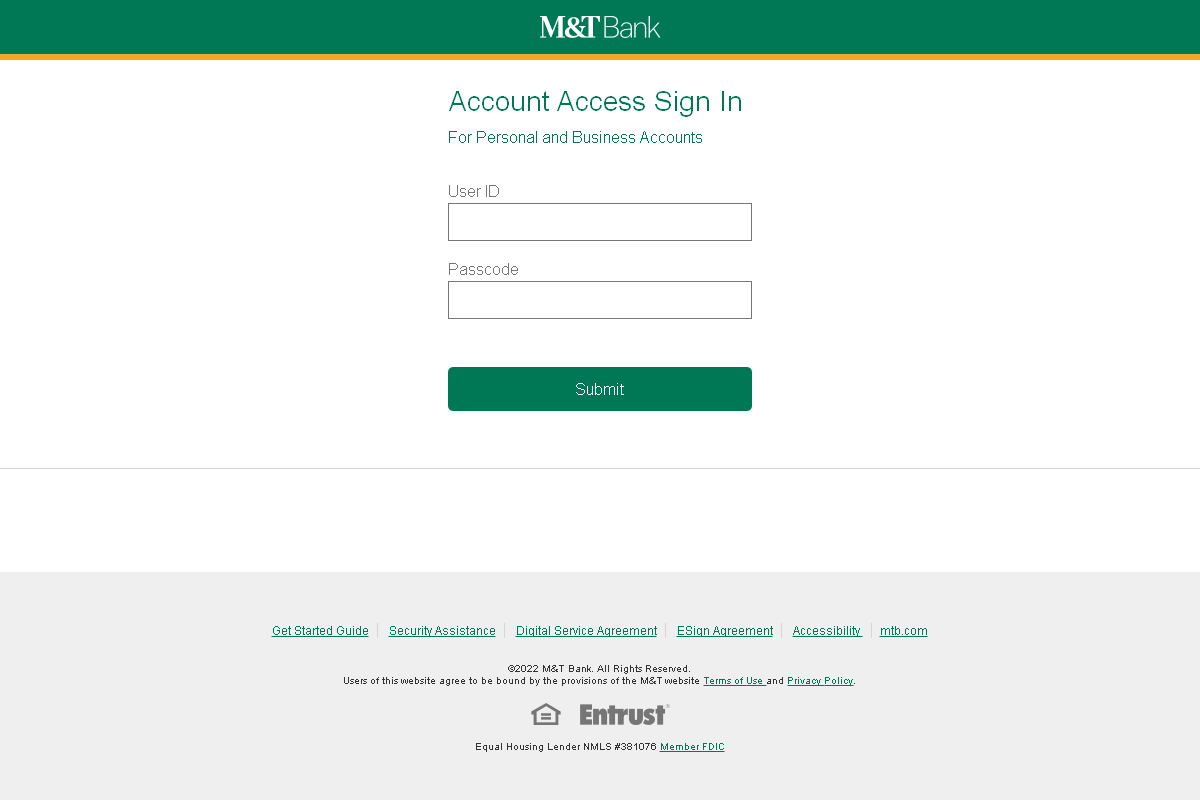 M&T Bank
Account Access Sign In
For Personal and Business Accounts
User ID
Passcode
Submit
Get Started Guide Security Assistance Digital Service Agreement ESign Agreement Accessibility mtb.com
©2022 M&T Bank. All Rights Reserved.
Users of this website agree to be bound by the provisions of the M&T website Terms of Use and Privacy Policy.
Entrust®
Equal Housing Lender NMLS #381076 Member FDIC